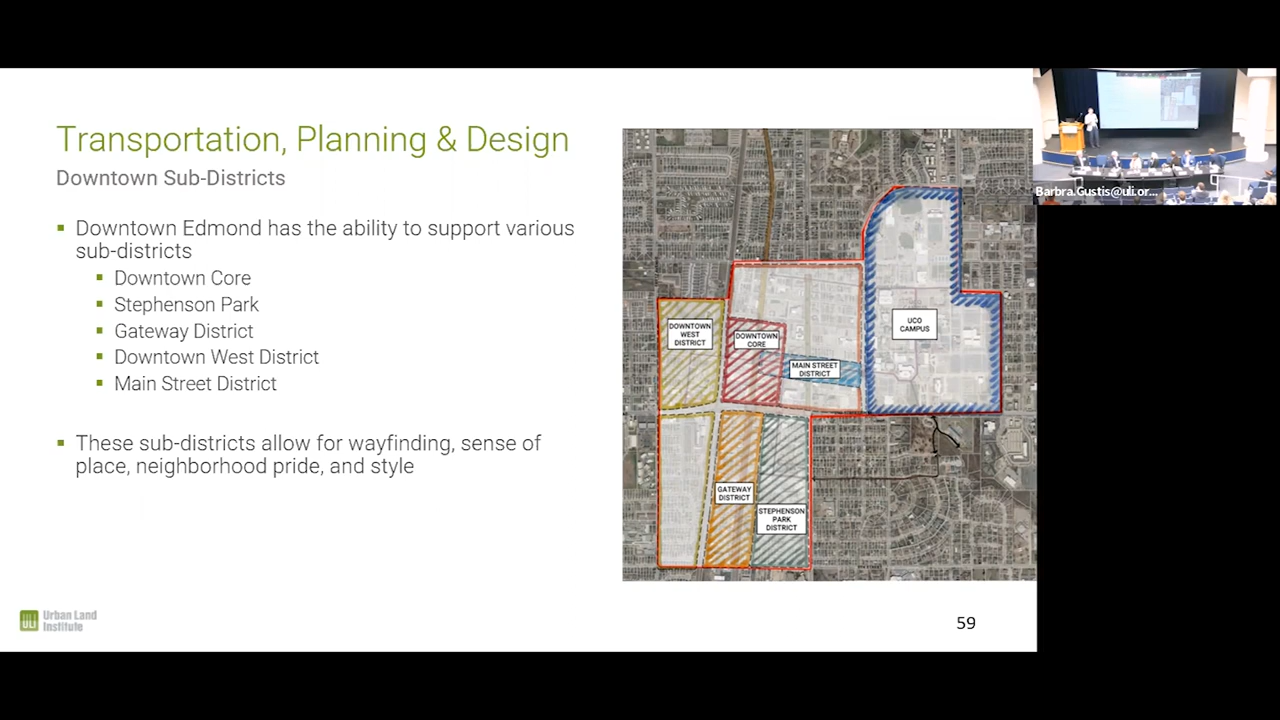 Transportation, Planning & Design
Downtown Sub-Districts
Downtown Edmond has the ability to support various
sub-districts
Downtown Core
Stephenson Park
Gateway District
Downtown West District
Main Street District
These sub-districts allow for wayfinding, sense of
place, neighborhood pride, and style
DOWNTOWN
WEST
DISTRICT
DOWNTOWN
CORE
MAIN STREET
DISTRICT
UCO
CAMPUS
GATEWAY
DISTRICT
STEPHENSON
PARK
DISTRICT
Barbra.Gustis@uli.or...
ULI
Urban Land
Institute
59